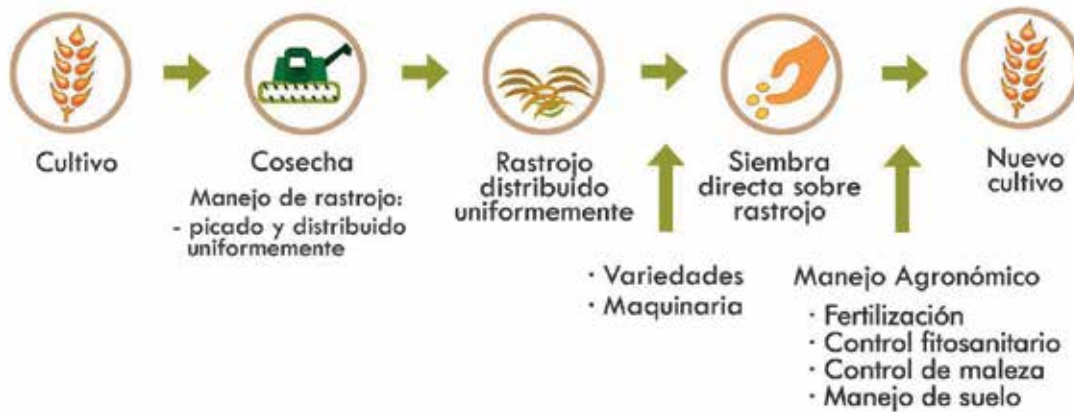 Cultivo
Cosecha
Manejo de rastrojo:
- picado y distribuido
uniformemente
Rastrojo
distribuido
uniformemente
Siembra
directa sobre
rastrojo
Nuevo
cultivo
· Variedades
· Maquinaria
Manejo Agronómico
· Fertilización
· Control fitosanitario
· Control de maleza
· Manejo de suelo